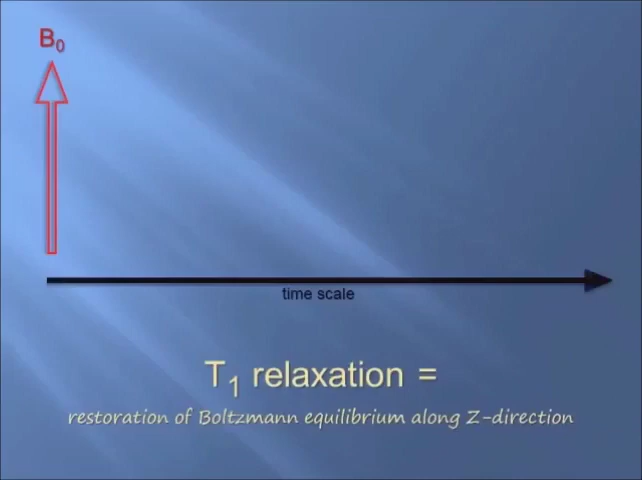 B₀
time scale
T₁ relaxation =
restoration of Boltzmann equilibrium along Z-direction